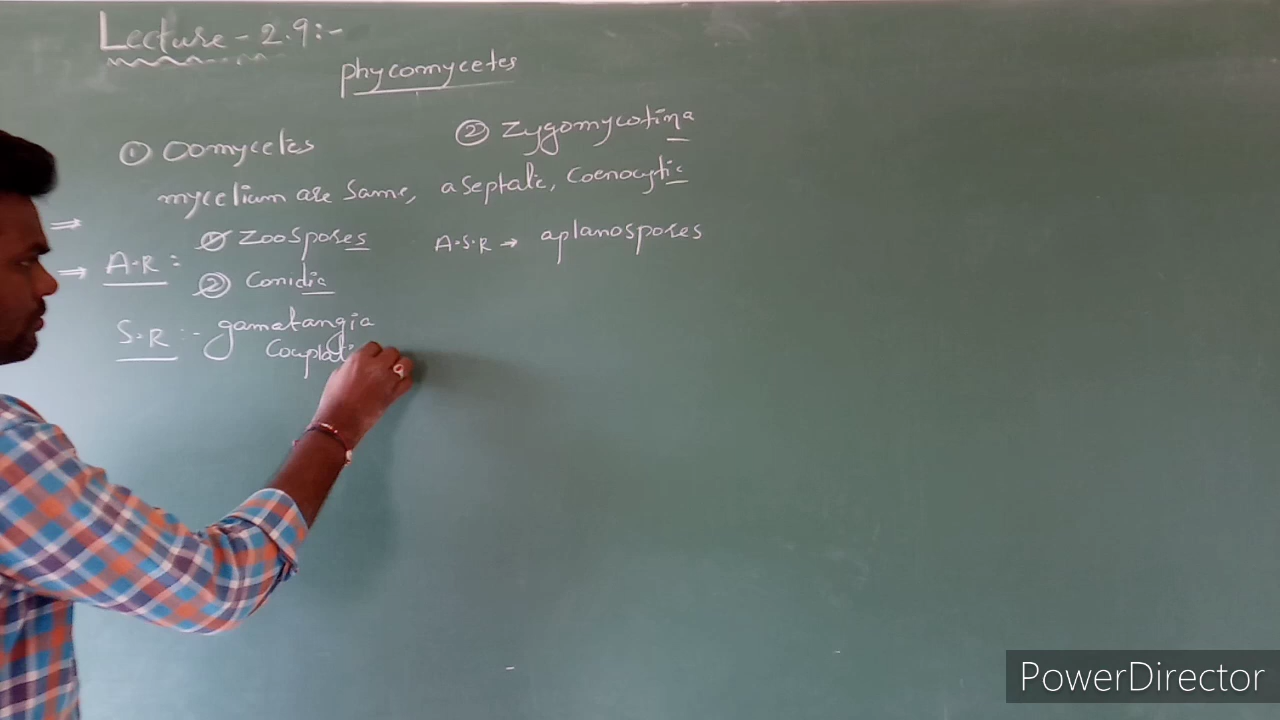 Lecture - 2.9:-
phycomycetes
① Oomycetes
② Zygomycotina
mycelium are Same, aseptate, Coenocytic
⇒
① Zoospores
A.S.R → aplanospores
⇒ A.R :
② Conidia
S.R :- gametangia
PowerDirector